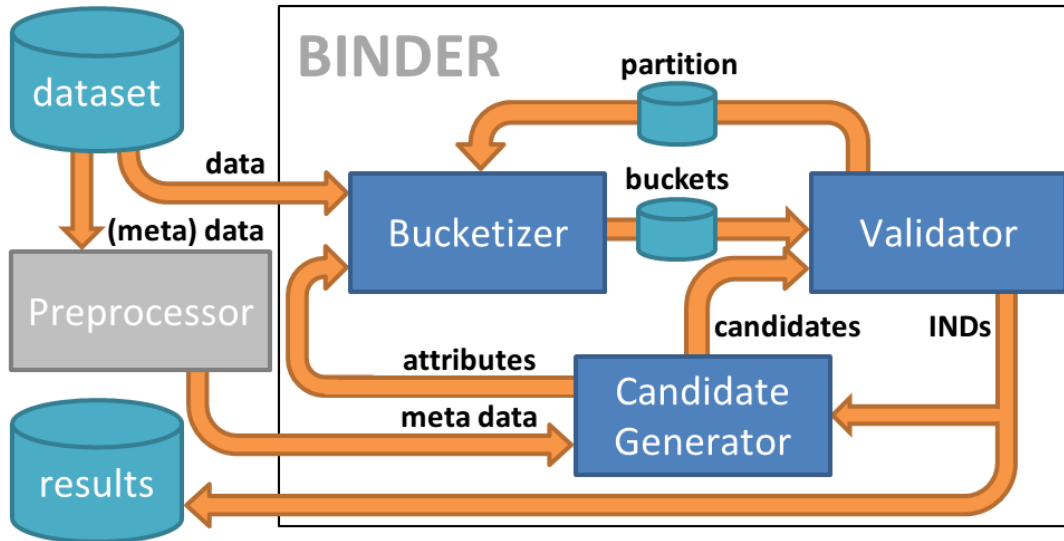 BINDER
dataset
partition
data
buckets
(meta) data
Bucketizer
Validator
Preprocessor
candidates
INDs
attributes
Candidate
Generator
meta data
results